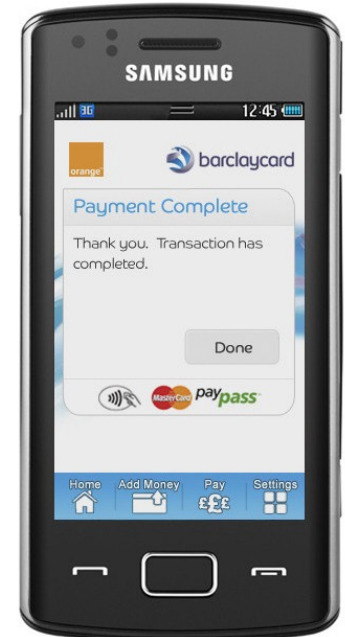 SAMSUNG
3G 12:45
orange™ barclaycard
Payment Complete
Thank you. Transaction has
completed.
Done
MasterCard PayPass
Home Add Money Pay Settings
£££